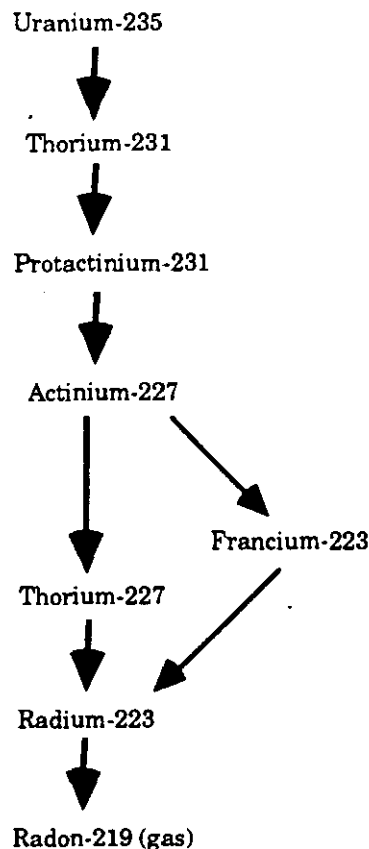 Uranium-235
Thorium-231
Protactinium-231
Actinium-227
Francium-223
Thorium-227
Radium-223
Radon-219 (gas)